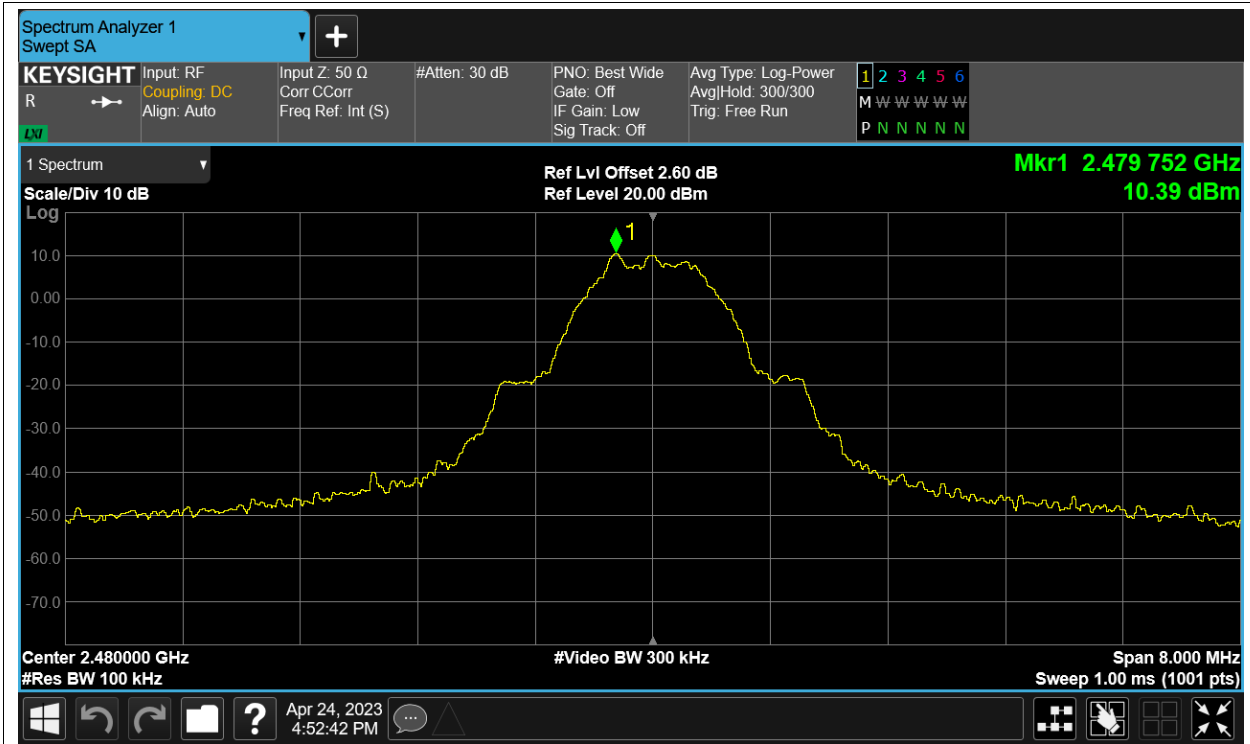 Spectrum Analyzer 1
Swept SA
+
KEYSIGHT
R
LXI
Input: RF
Coupling: DC
Align: Auto
Input Z: 50 Ω
Corr CCorr
Freq Ref: Int (S)
#Atten: 30 dB
PNO: Best Wide
Gate: Off
IF Gain: Low
Sig Track: Off
Avg Type: Log-Power
Avg|Hold: 300/300
Trig: Free Run
1 2 3 4 5 6
M W W W W W
P N N N N N
1 Spectrum
Scale/Div 10 dB
Log
Ref Lvl Offset 2.60 dB
Ref Level 20.00 dBm
Mkr1 2.479 752 GHz
10.39 dBm
1
10.0
0.00
-10.0
-20.0
-30.0
-40.0
-50.0
-60.0
-70.0
Center 2.480000 GHz
#Res BW 100 kHz
#Video BW 300 kHz
Span 8.000 MHz
Sweep 1.00 ms (1001 pts)
?
Apr 24, 2023
4:52:42 PM